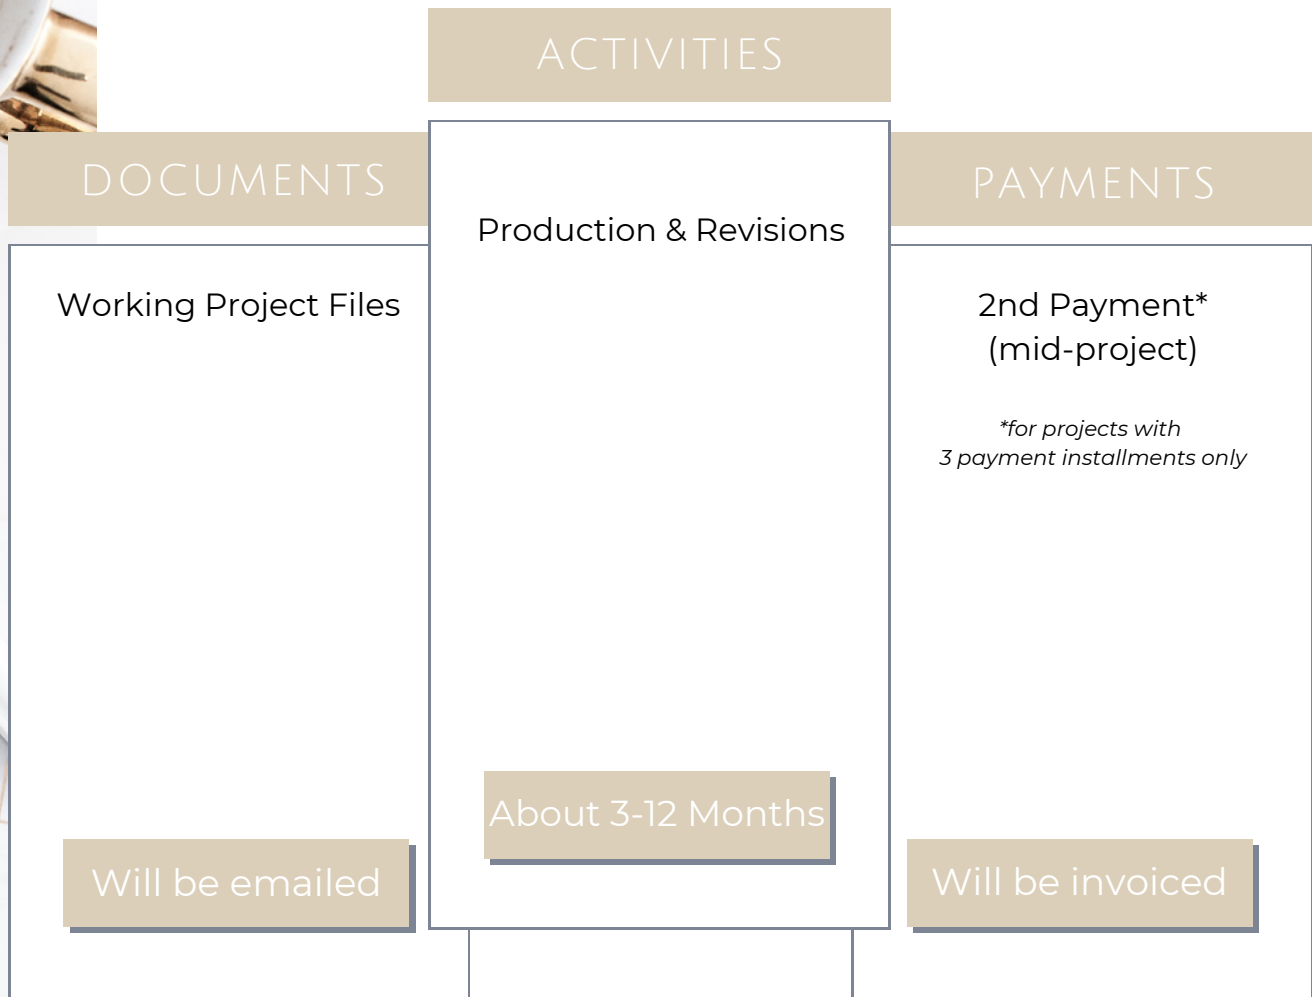 ACTIVITIES
DOCUMENTS
PAYMENTS
Production & Revisions
Working Project Files
2nd Payment*
(mid-project)
*for projects with
3 payment installments only
About 3-12 Months
Will be emailed
Will be invoiced